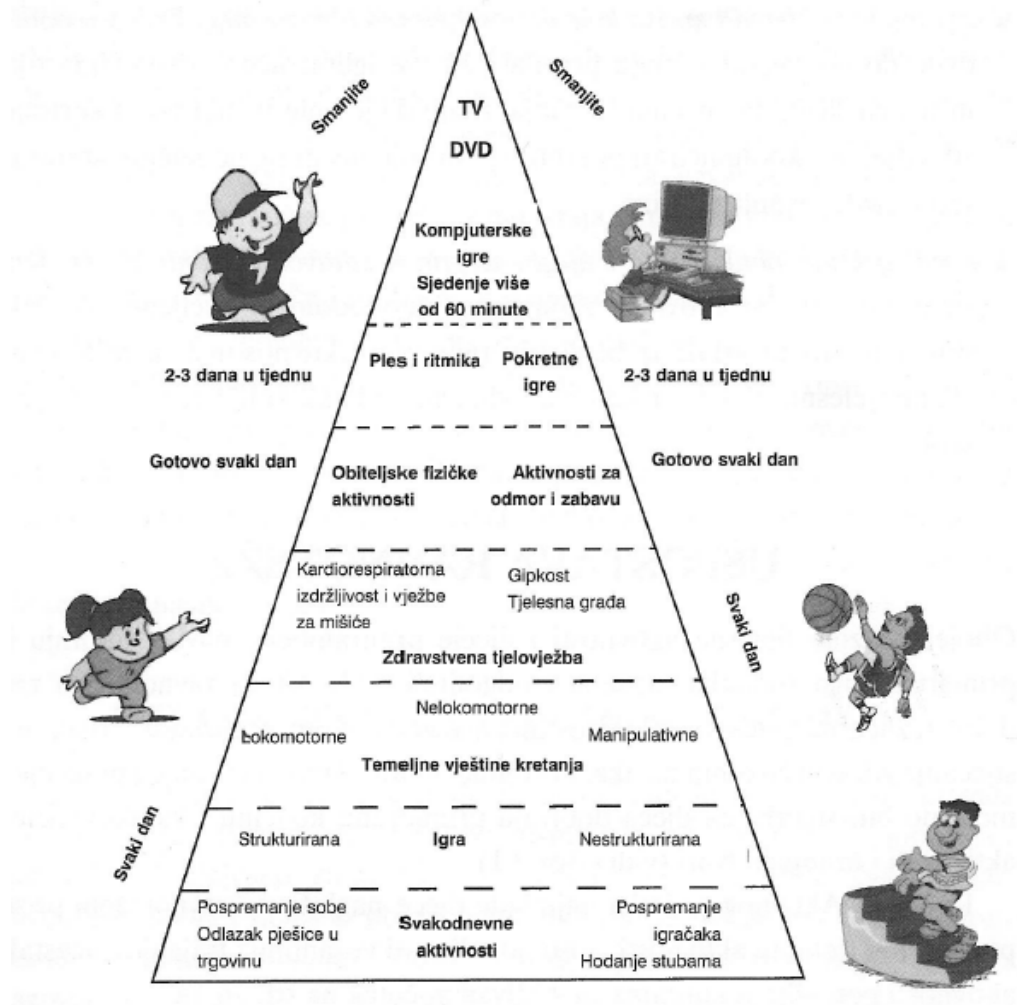 Smanjite
Smanjite
TV
DVD
Kompjuterske
igre
Sjedenje više
od 60 minute
2-3 dana u tjednu
Ples i ritmika
Pokretne
igre
2-3 dana u tjednu
Gotovo svaki dan
Obiteljske fizičke
aktivnosti
Aktivnosti za
odmor i zabavu
Gotovo svaki dan
Kardiorespiratorna
izdržljivost i vježbe
za mišiće
Gipkost
Tjelesna građa
Zdravstvena tjelovježba
Svaki dan
Nelokomotorne
Lokomotorne
Manipulativne
Temeljne vještine kretanja
Svaki dan
Strukturirana
Igra
Nestrukturirana
Pospremanje sobe
Odlazak pješice u
trgovinu
Svakodnevne
aktivnosti
Pospremanje
igračaka
Hodanje stubama